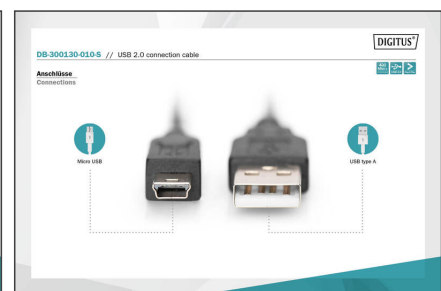 DIGITUS®
DB-300130-010-S // USB 2.0 connection cable
Anschlüsse
Connections
Micro USB
USB type A